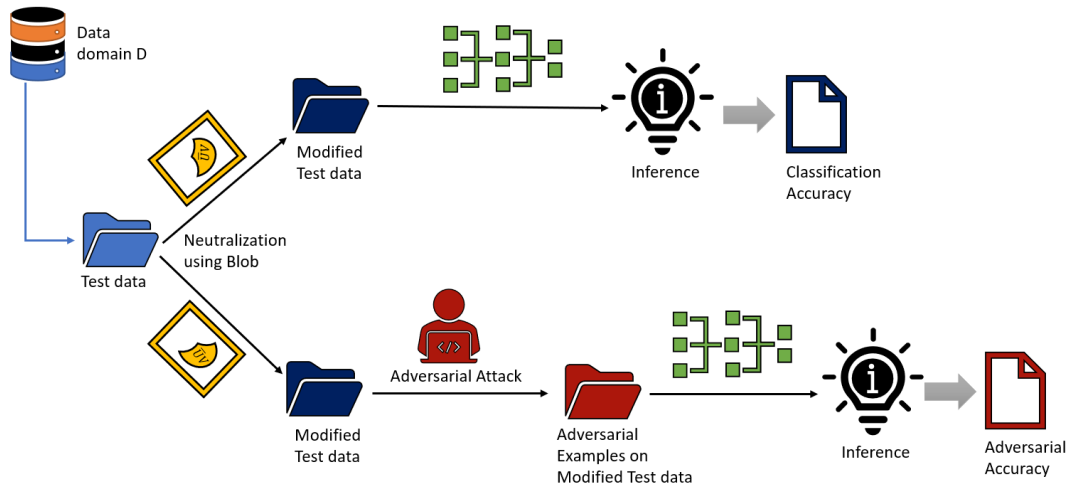 Data
domain D
Modified
Test data
Inference
Classification
Accuracy
Test data
Neutralization
using Blob
</>
Adversarial Attack
Modified
Test data
Adversarial
Examples on
Modified Test data
Inference
Adversarial
Accuracy